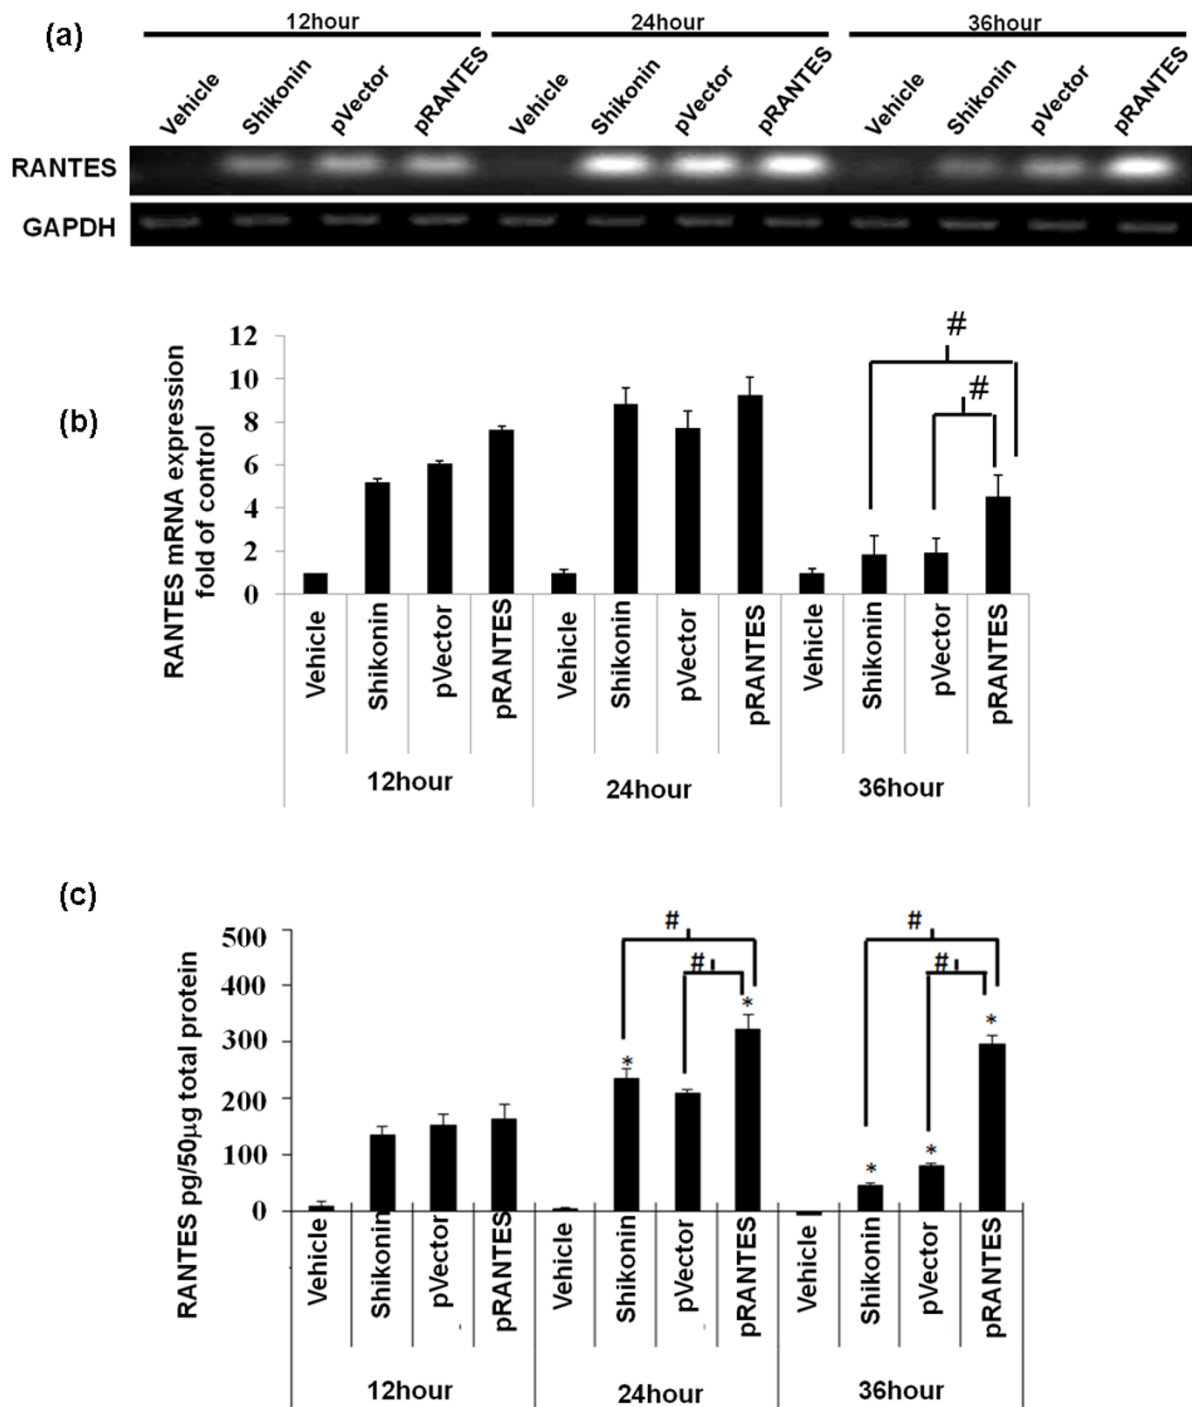 (a)
12hour 24hour 36hour
Vehicle Shikonin pVector pRANTES Vehicle Shikonin pVector pRANTES Vehicle Shikonin pVector pRANTES
RANTES
GAPDH
(b)
RANTES mRNA expression
fold of control
12
10
8
6
4
2
0
# 
#
Vehicle Shikonin pVector pRANTES Vehicle Shikonin pVector pRANTES Vehicle Shikonin pVector pRANTES
12hour 24hour 36hour
(c)
RANTES pg/50µg total protein
500
400
300
200
100
0
# #
# #
* * * * *
Vehicle Shikonin pVector pRANTES Vehicle Shikonin pVector pRANTES Vehicle Shikonin pVector pRANTES
12hour 24hour 36hour